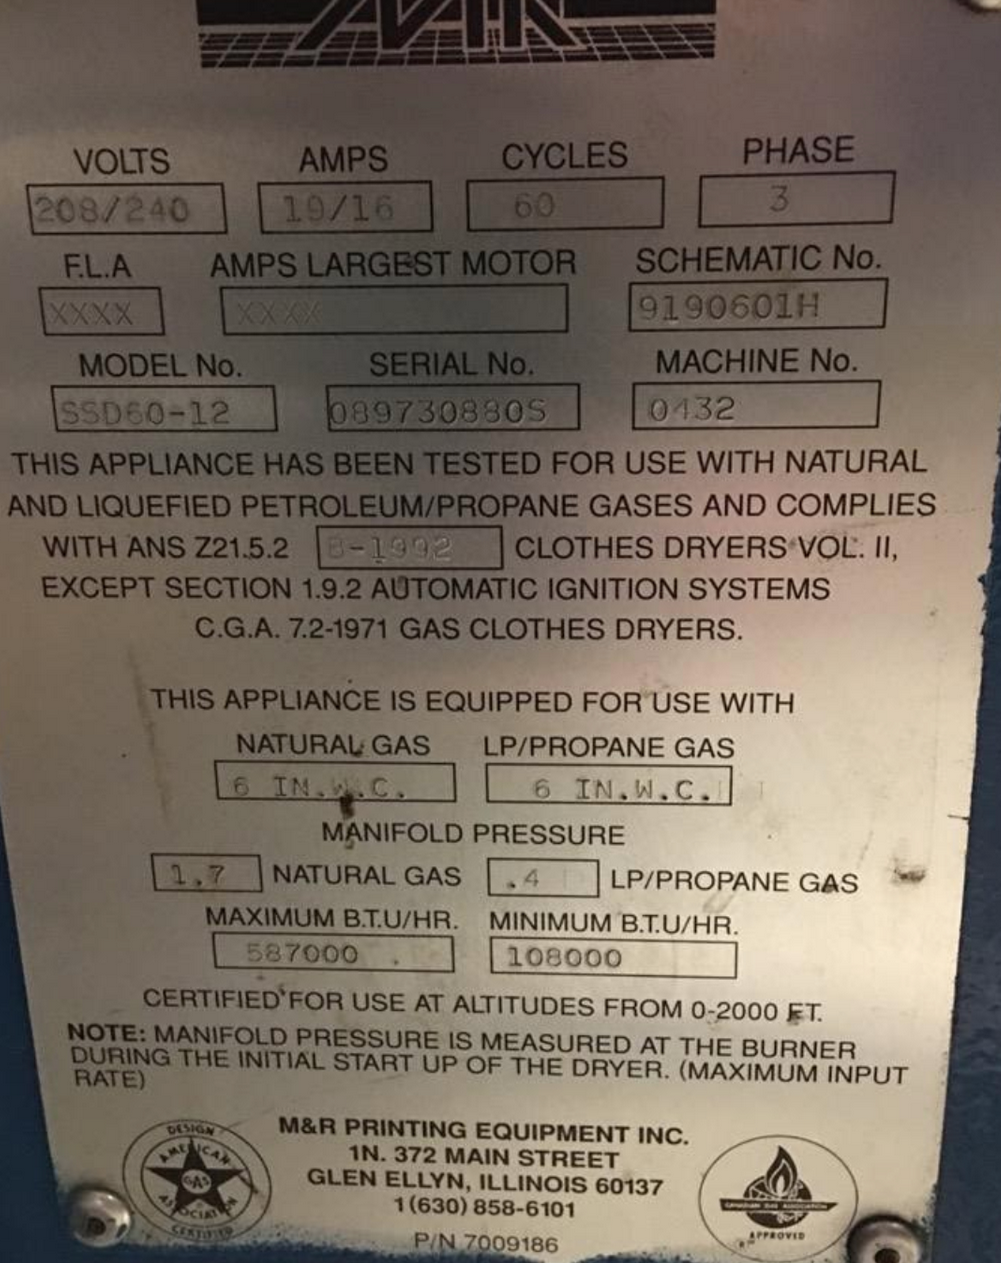 M&R
VOLTS AMPS CYCLES PHASE
208/240 19/16 60 3
F.L.A AMPS LARGEST MOTOR SCHEMATIC No.
XXXX XXXX 9190601H
MODEL No. SERIAL No. MACHINE No.
SSD60-12 089730880S 0432
THIS APPLIANCE HAS BEEN TESTED FOR USE WITH NATURAL
AND LIQUEFIED PETROLEUM/PROPANE GASES AND COMPLIES
WITH ANS Z21.5.2 B-1992 CLOTHES DRYERS VOL. II,
EXCEPT SECTION 1.9.2 AUTOMATIC IGNITION SYSTEMS
C.G.A. 7.2-1971 GAS CLOTHES DRYERS.
THIS APPLIANCE IS EQUIPPED FOR USE WITH
NATURAL GAS LP/PROPANE GAS
6 IN.W.C. 6 IN.W.C.
MANIFOLD PRESSURE
1.7 NATURAL GAS .4 LP/PROPANE GAS
MAXIMUM B.T.U/HR. MINIMUM B.T.U/HR.
587000 108000
CERTIFIED FOR USE AT ALTITUDES FROM 0-2000 FT.
NOTE: MANIFOLD PRESSURE IS MEASURED AT THE BURNER
DURING THE INITIAL START UP OF THE DRYER. (MAXIMUM INPUT
RATE)
DESIGN
AMERICAN
GAS
ASSOCIATION
CERTIFIED
M&R PRINTING EQUIPMENT INC.
1N. 372 MAIN STREET
GLEN ELLYN, ILLINOIS 60137
1(630) 858-6101
P/N 7009186
CANADIAN GAS ASSOCIATION
APPROVED